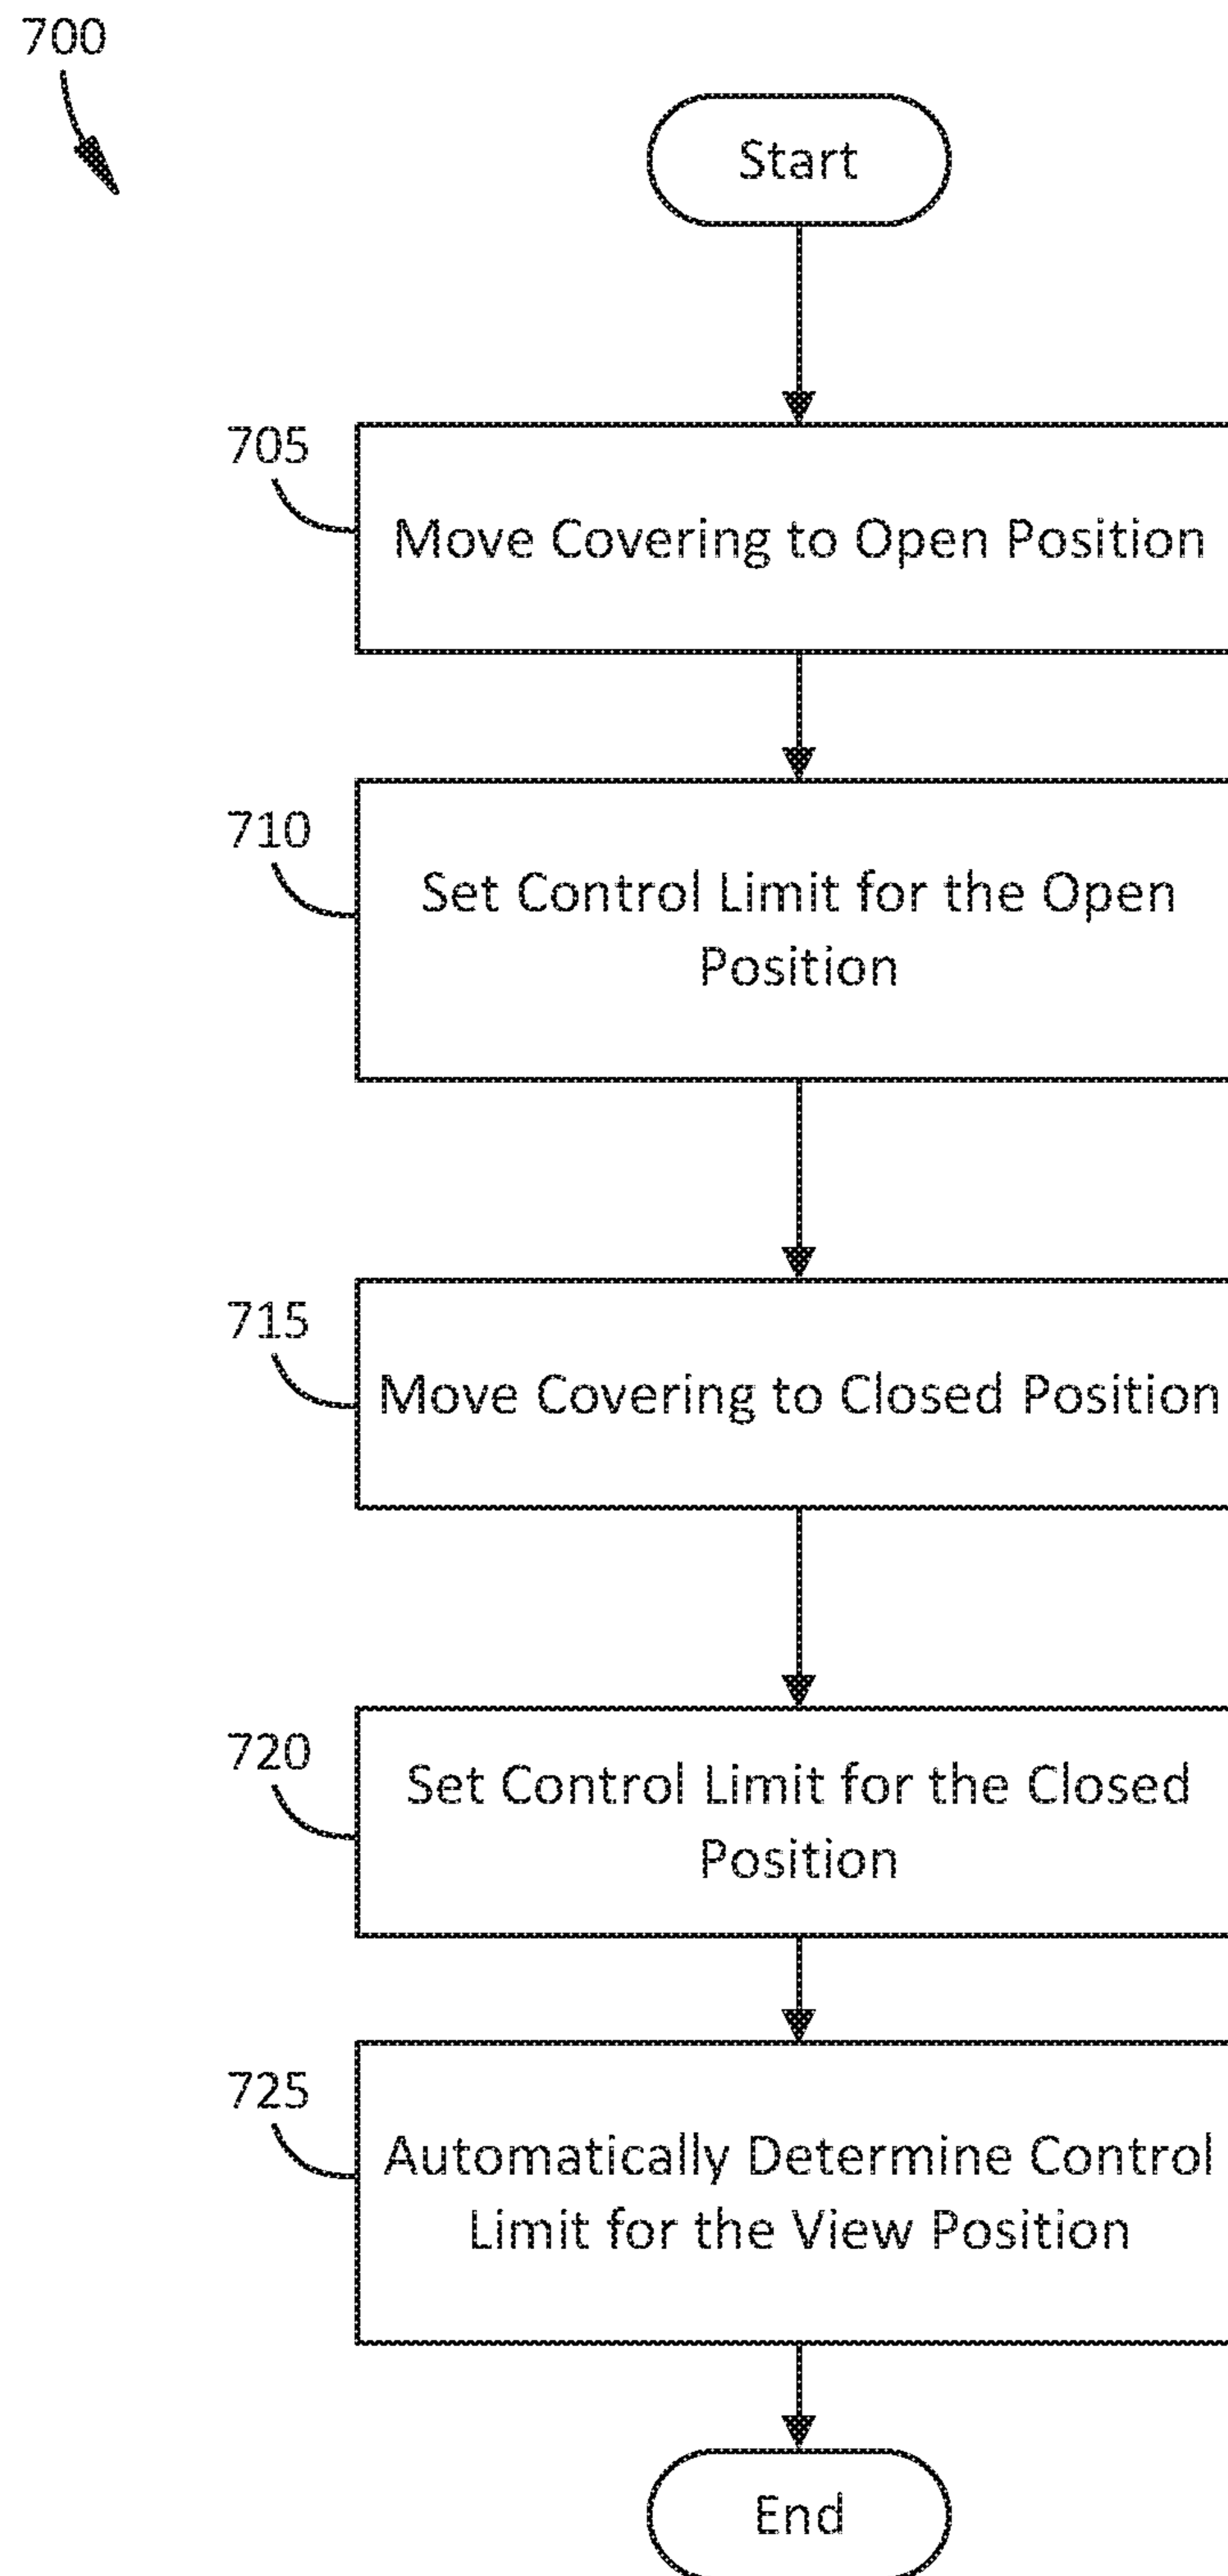 700
Start
705
Move Covering to Open Position
710
Set Control Limit for the Open
Position
715
Move Covering to Closed Position
720
Set Control Limit for the Closed
Position
725
Automatically Determine Control
Limit for the View Position
End